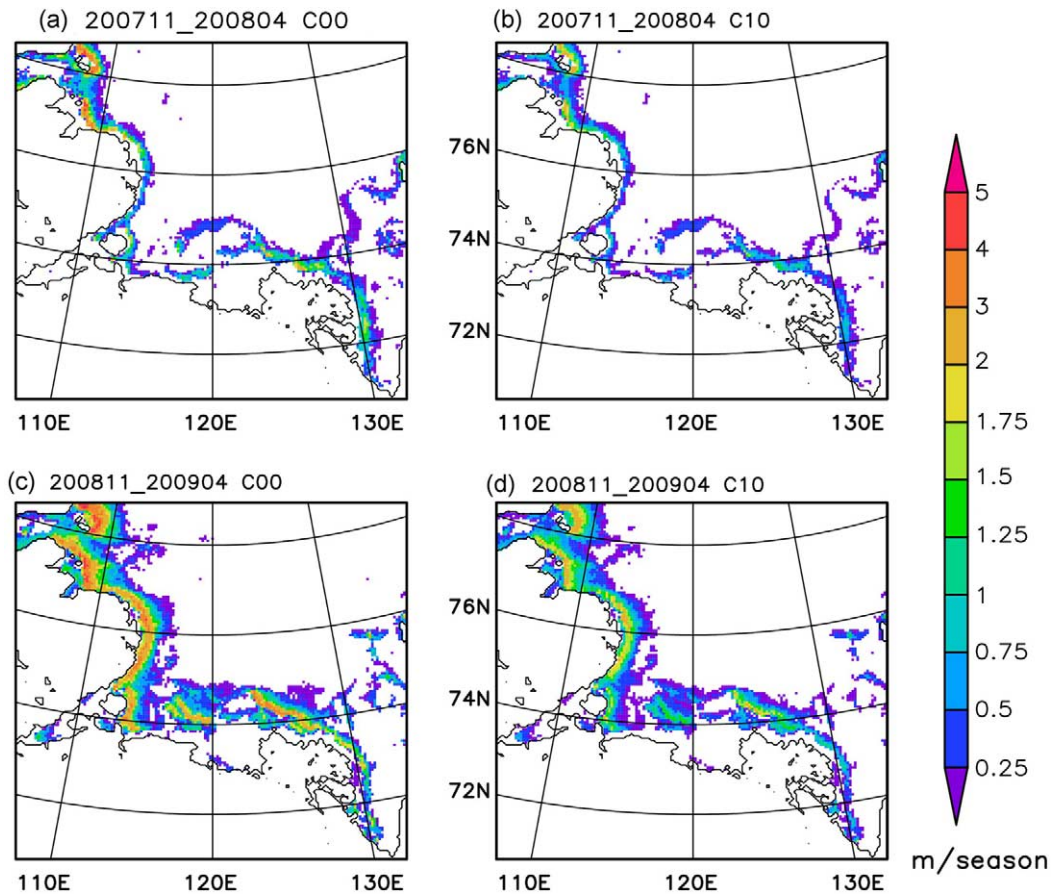 (a) 200711_200804 C00
(b) 200711_200804 C10
76N
74N
72N
110E 120E 130E
110E 120E 130E
(c) 200811_200904 C00
(d) 200811_200904 C10
76N
74N
72N
110E 120E 130E
110E 120E 130E
5
4
3
2
1.75
1.5
1.25
1
0.75
0.5
0.25
m/season